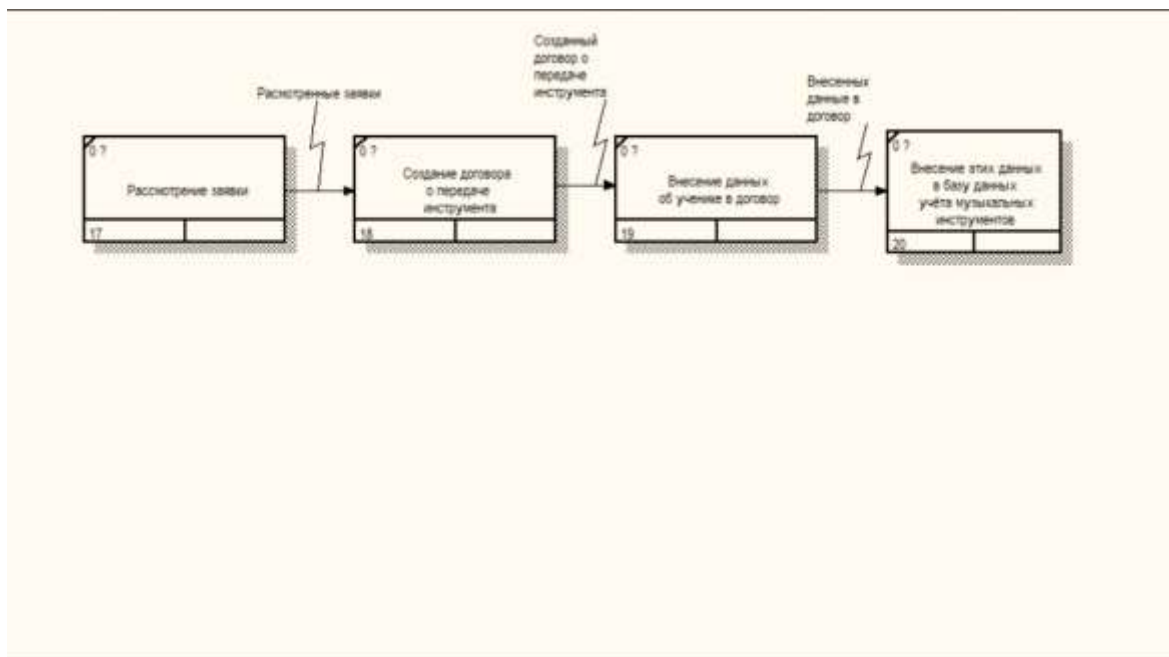 Созданный
договор о
передаче
инструмента
Расмотренные заявки
Внесенных
данные в
договор
0 ?
Рассмотрение заявки
17
0 ?
Создание договора
о передаче
инструмента
18
0 ?
Внесение данных
об ученике в договор
19
0 ?
Внесение этих данных
в базу данных
учёта музыкальных
инструментов
20